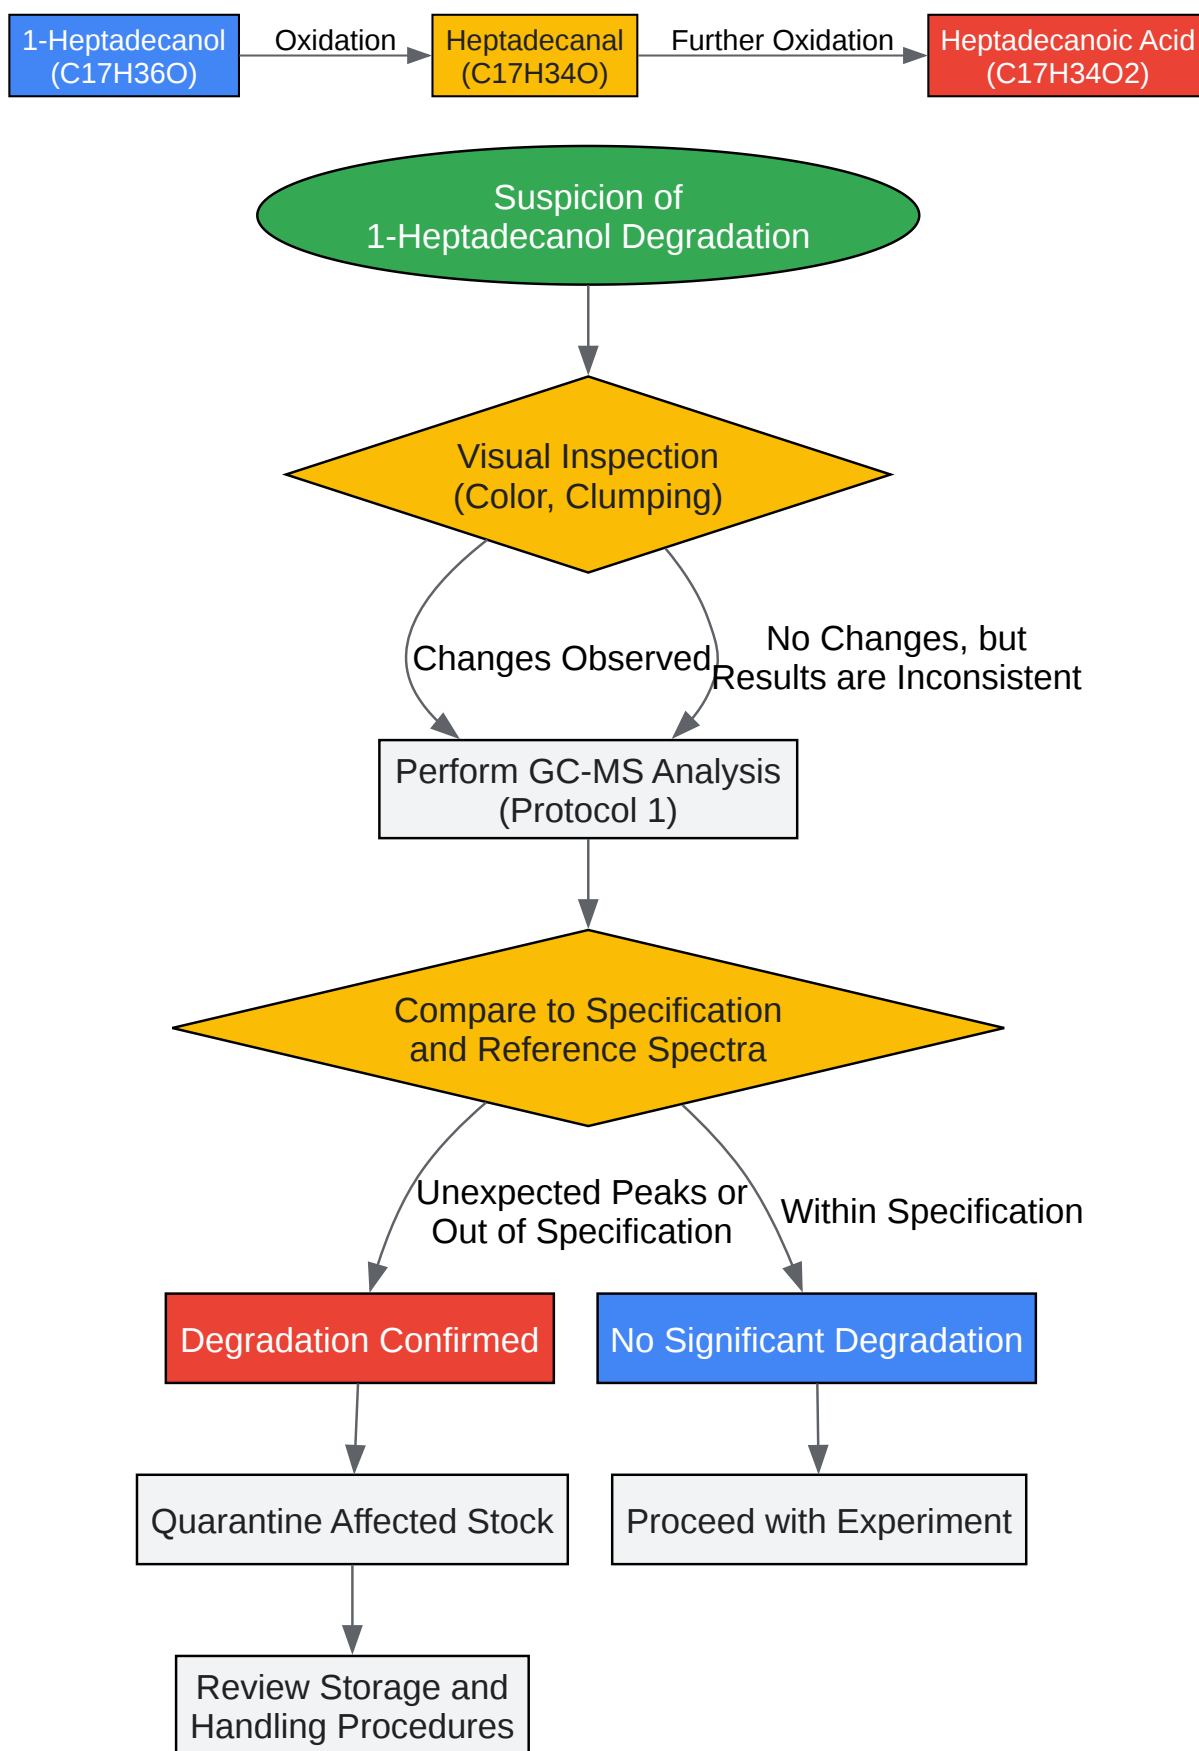 1-Heptadecanol
(C17H36O)
Oxidation
Heptadecanal
(C17H34O)
Further Oxidation
Heptadecanoic Acid
(C17H34O2)
Suspicion of
1-Heptadecanol Degradation
Visual Inspection
(Color, Clumping)
Changes Observed
No Changes, but
Results are Inconsistent
Perform GC-MS Analysis
(Protocol 1)
Compare to Specification
and Reference Spectra
Unexpected Peaks or
Out of Specification
Within Specification
Degradation Confirmed
No Significant Degradation
Quarantine Affected Stock
Proceed with Experiment
Review Storage and
Handling Procedures